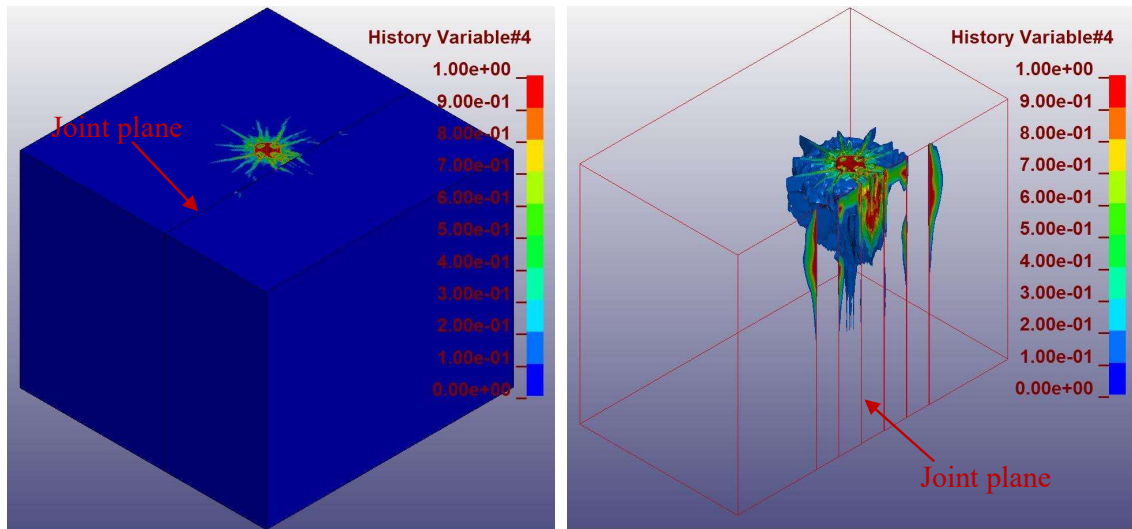 History Variable#4
1.00e+00
9.00e-01
8.00e-01
7.00e-01
6.00e-01
5.00e-01
4.00e-01
3.00e-01
2.00e-01
1.00e-01
0.00e+00
Joint plane
History Variable#4
1.00e+00
9.00e-01
8.00e-01
7.00e-01
6.00e-01
5.00e-01
4.00e-01
3.00e-01
2.00e-01
1.00e-01
0.00e+00
Joint plane